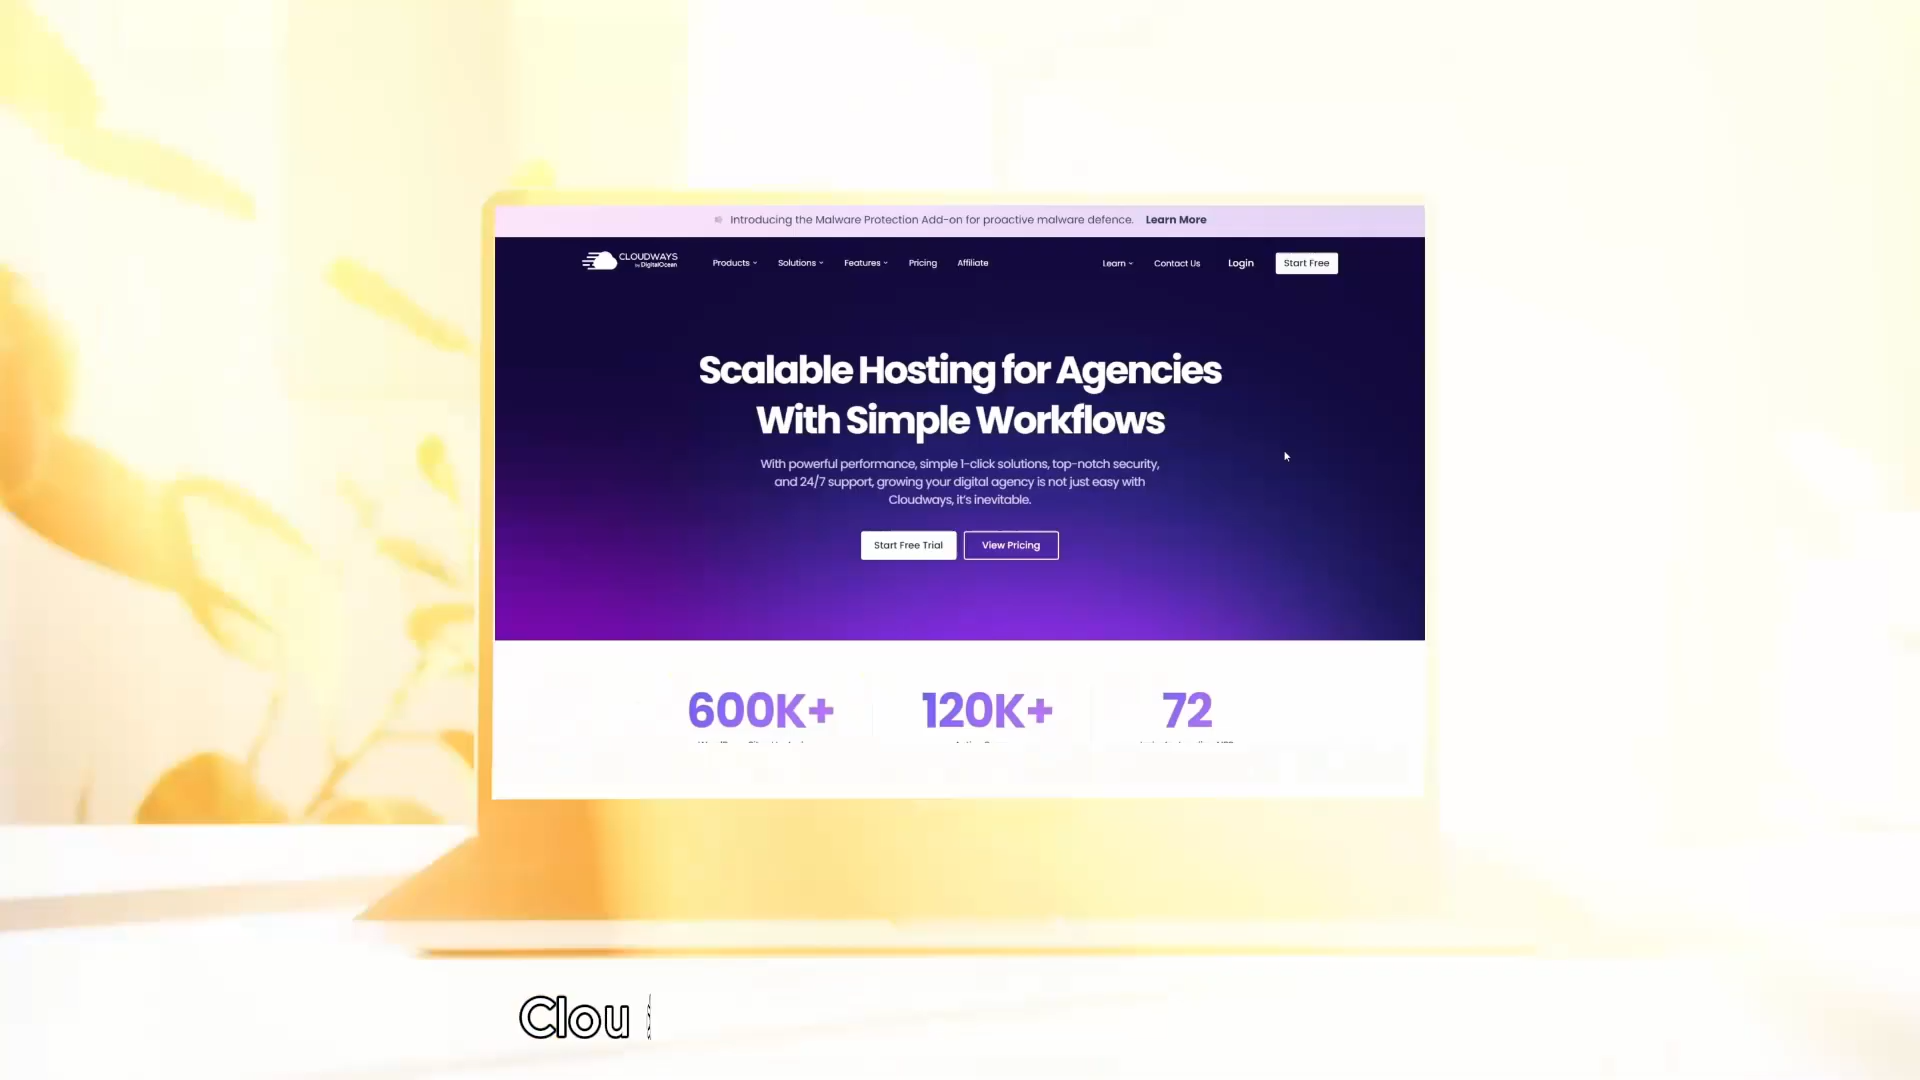 Introducing the Malware Protection Add-on for proactive malware defence. Learn More
CLOUDWAYS
by DigitalOcean
Products Solutions Features Pricing Affiliate Learn Contact Us Login Start Free
Scalable Hosting for Agencies
With Simple Workflows
With powerful performance, simple 1-click solutions, top-notch security,
and 24/7 support, growing your digital agency is not just easy with
Cloudways, it's inevitable.
Start Free Trial View Pricing
600K+ 120K+ 72
Clou